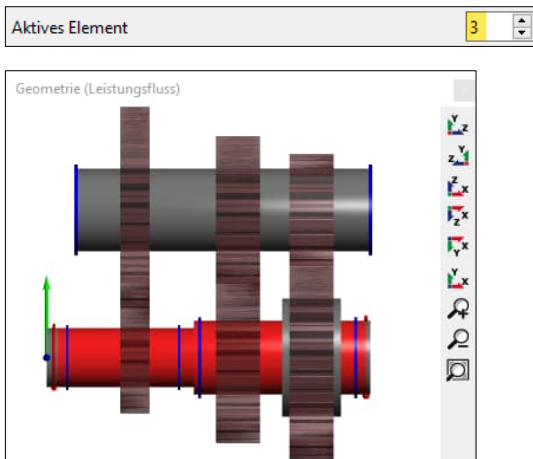 Aktives Element 3
Geometrie (Leistungsfluss)
Y Z
Z Y
Z X
Z X
Y X
Y X